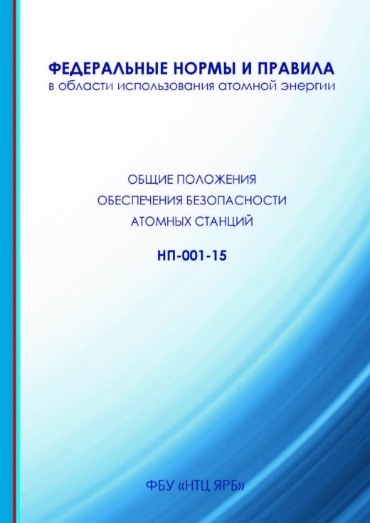 ФЕДЕРАЛЬНЫЕ НОРМЫ И ПРАВИЛА
в области использования атомной энергии
ОБЩИЕ ПОЛОЖЕНИЯ
ОБЕСПЕЧЕНИЯ БЕЗОПАСНОСТИ
АТОМНЫХ СТАНЦИЙ
НП-001-15
ФБУ «НТЦ ЯРБ»